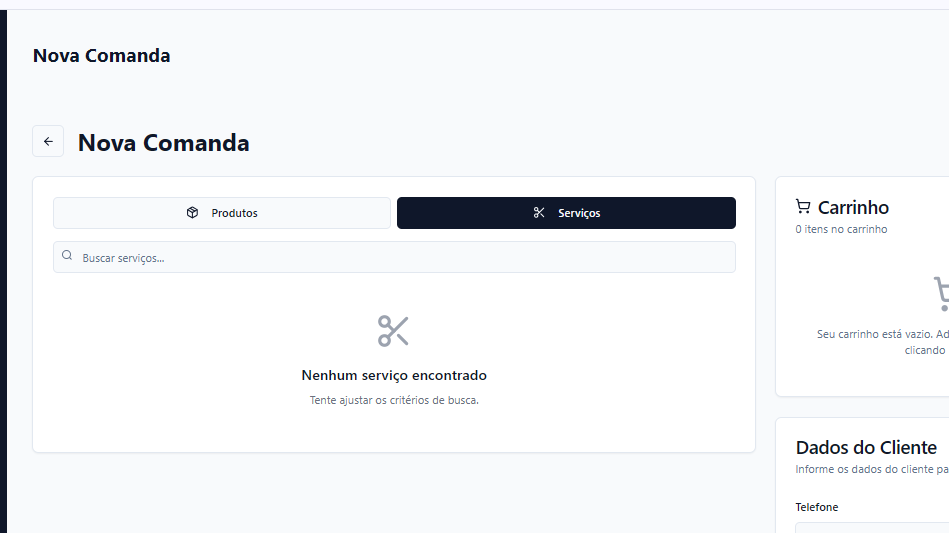 Nova Comanda
Nova Comanda
Produtos
Serviços
Buscar serviços...
Nenhum serviço encontrado
Tente ajustar os critérios de busca.
Carrinho
0 itens no carrinho
Seu carrinho está vazio. Ad
clicando
Dados do Cliente
Informe os dados do cliente pa
Telefone